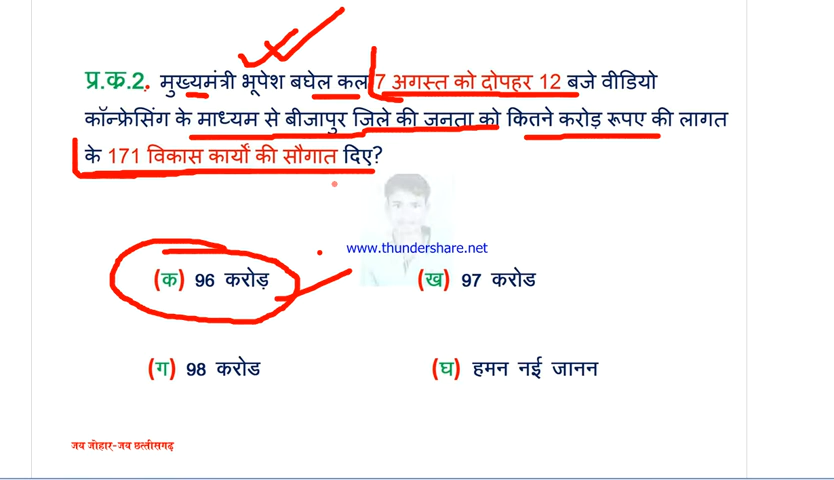 प्र.क्र.2. मुख्यमंत्री भूपेश बघेल कल 7 अगस्त को दोपहर 12 बजे वीडियो
कॉन्फ्रेसिंग के माध्यम से बीजापुर जिले की जनता को कितने करोड़ रूपए की लागत
के 171 विकास कार्यों की सौगात दिए?
www.thundershare.net
(क) 96 करोड़ (ख) 97 करोड
(ग) 98 करोड (घ) हमन नई जानन
जय जोहार-जय छत्तीसगढ़